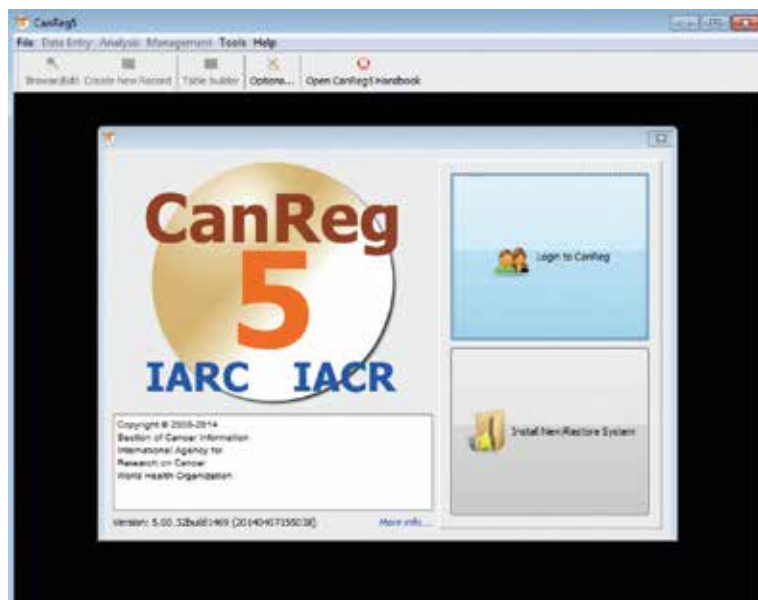 CanReg5
File Data Entry Analysis Management Tools Help
Browse/Edit Create New Record Table builder Options... Open CanReg5 Handbook
CanReg
5
IARC IACR
Login to CanReg
Install New/Restore System
Copyright © 2008-2014
Section of Cancer Information
International Agency for
Research on Cancer
World Health Organization
Version: 5.00.32build1469 (20140407155038)
More info...